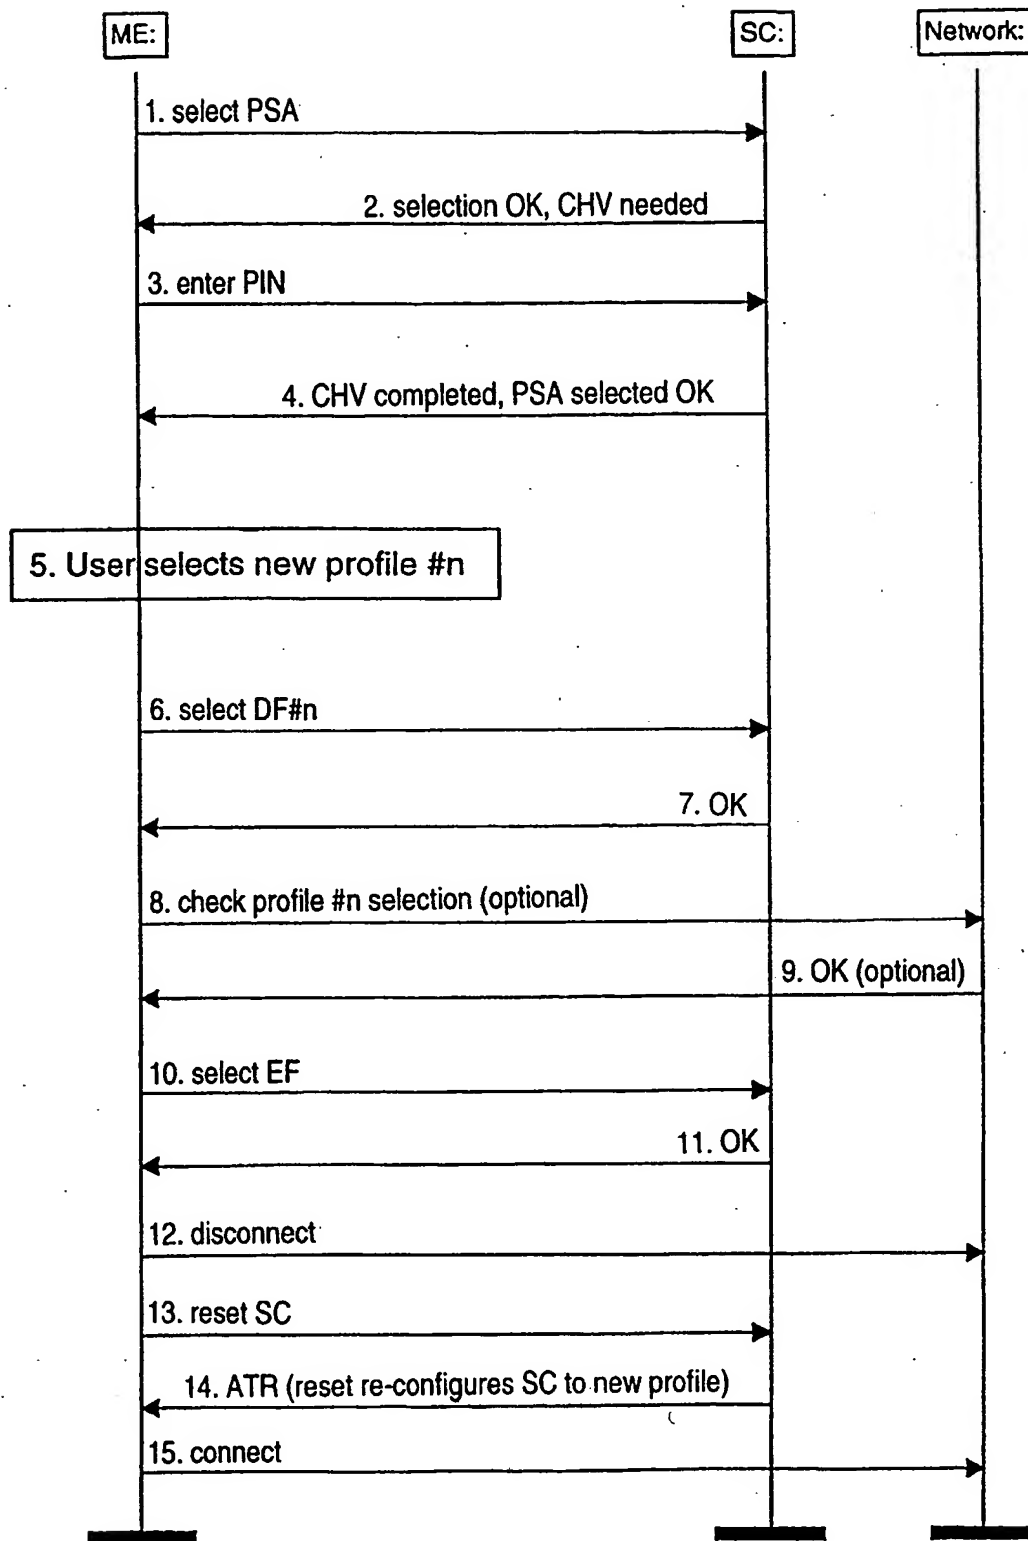 ME:
SC:
Network:
1. select PSA
2. selection OK, CHV needed
3. enter PIN
4. CHV completed, PSA selected OK
5. User selects new profile #n
6. select DF#n
7. OK
8. check profile #n selection (optional)
9. OK (optional)
10. select EF
11. OK
12. disconnect
13. reset SC
14. ATR (reset re-configures SC to new profile)
15. connect